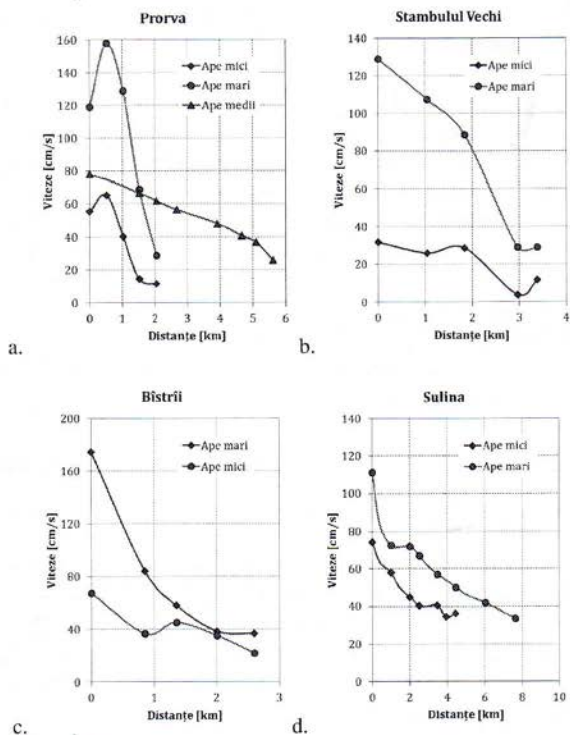 Prorva
160
140
120
100
80
60
40
20
0
Viteze [cm/s]
Ape mici
Ape mari
Ape medii
0 1 2 3 4 5 6
Distanțe [km]
a.
Stambulul Vechi
140
120
100
80
60
40
20
0
Viteze [cm/s]
Ape mici
Ape mari
0 1 2 3 4
Distanțe [km]
b.
Bîstrîi
200
160
120
80
40
0
Viteze [cm/s]
Ape mari
Ape mici
0 1 2 3
Distanțe [km]
c.
Sulina
140
120
100
80
60
40
20
0
Viteze [cm/s]
Ape mici
Ape mari
0 2 4 6 8 10
Distanțe [km]
d.